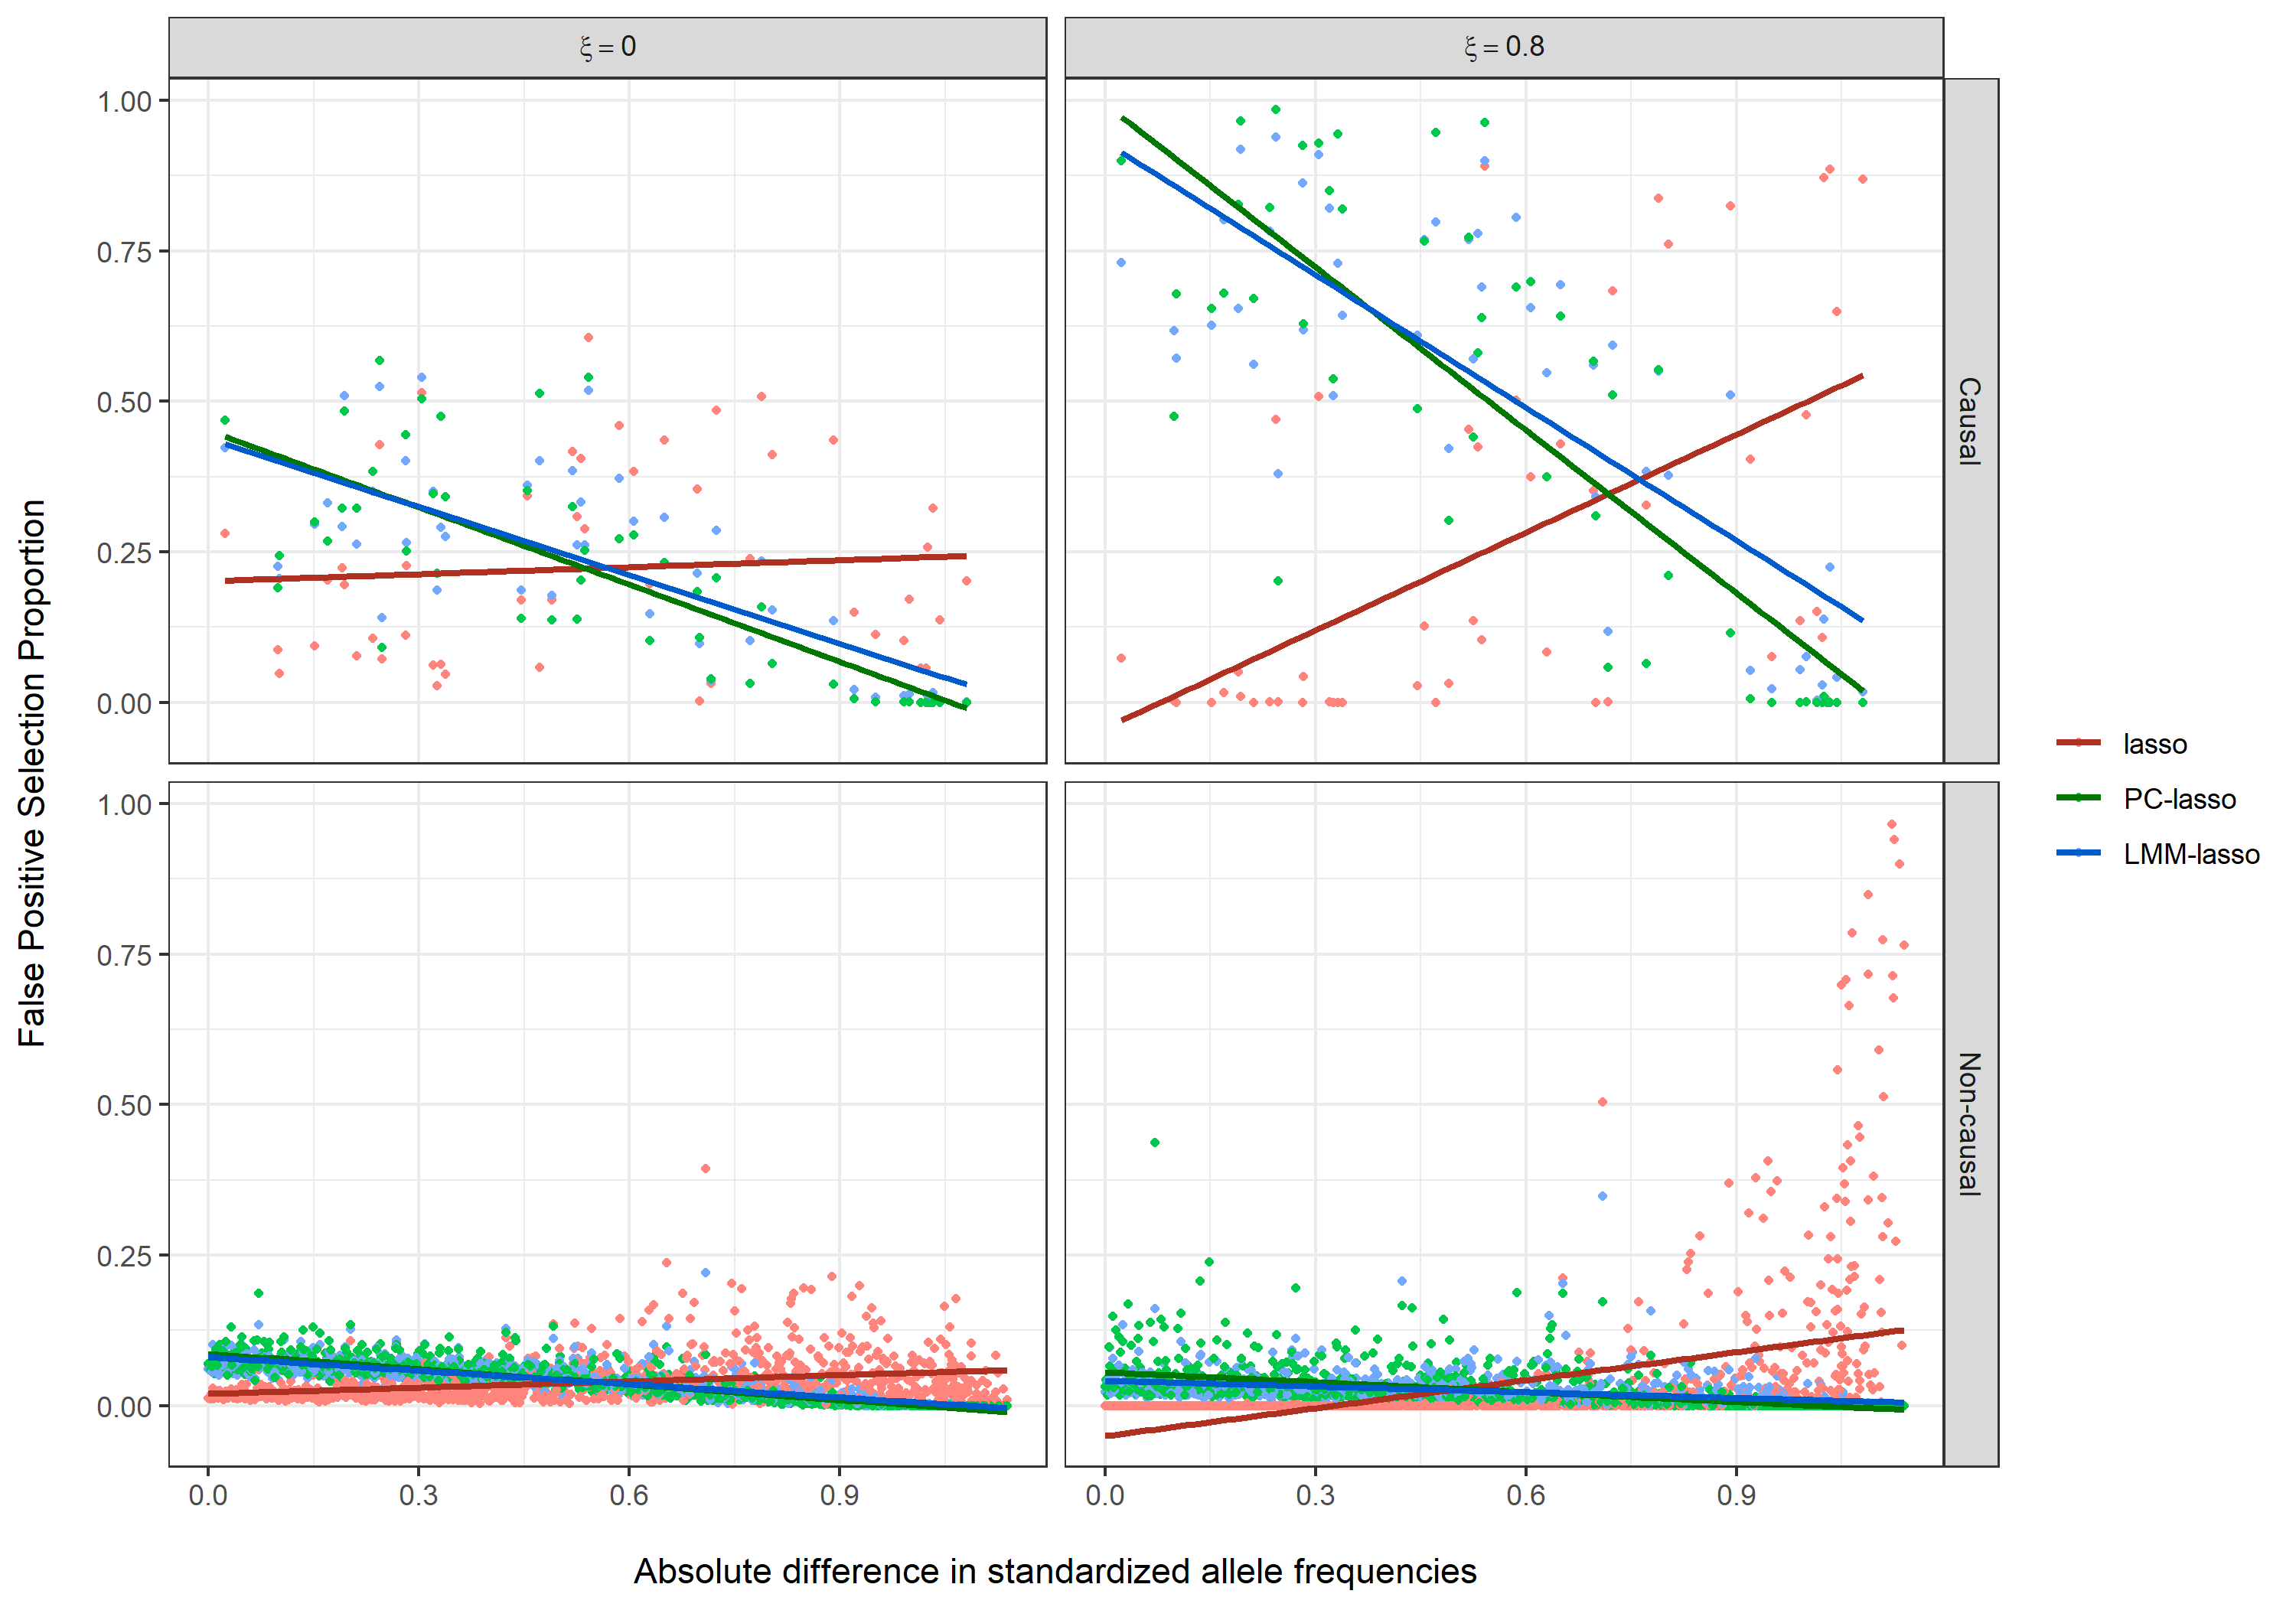 ξ = 0
ξ = 0.8
1.00
0.75
0.50
0.25
0.00
Causal
1.00
0.75
0.50
0.25
0.00
Non-causal
0.0 0.3 0.6 0.9
0.0 0.3 0.6 0.9
False Positive Selection Proportion
Absolute difference in standardized allele frequencies
lasso
PC-lasso
LMM-lasso